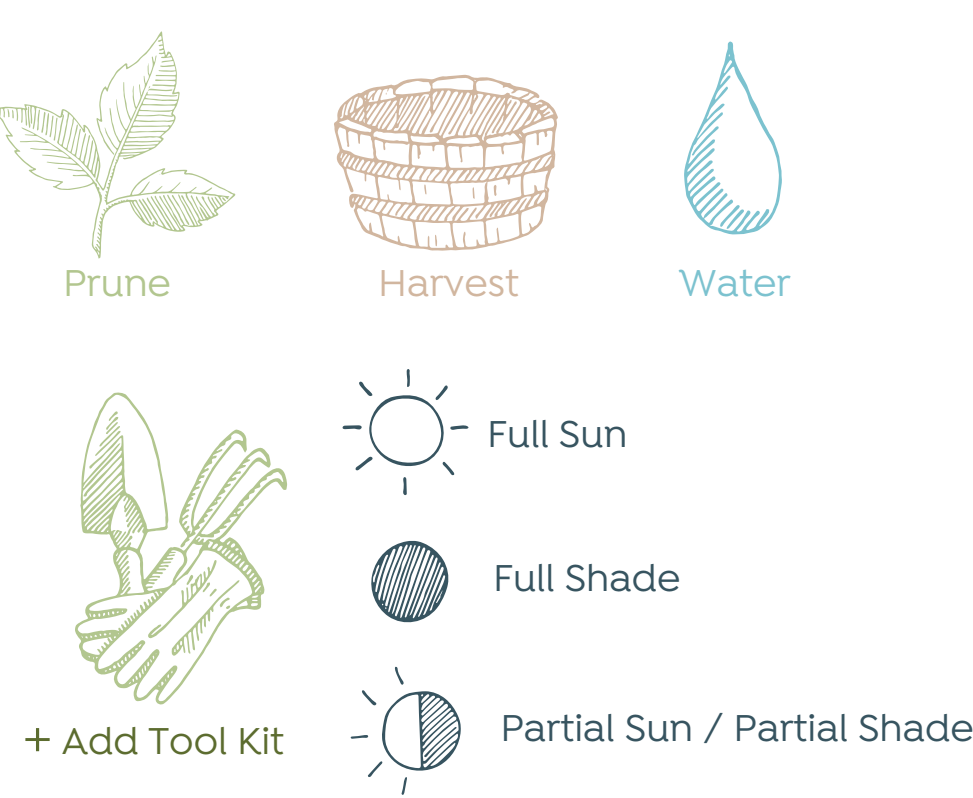 Prune
Harvest
Water
Full Sun
Full Shade
+ Add Tool Kit
Partial Sun / Partial Shade